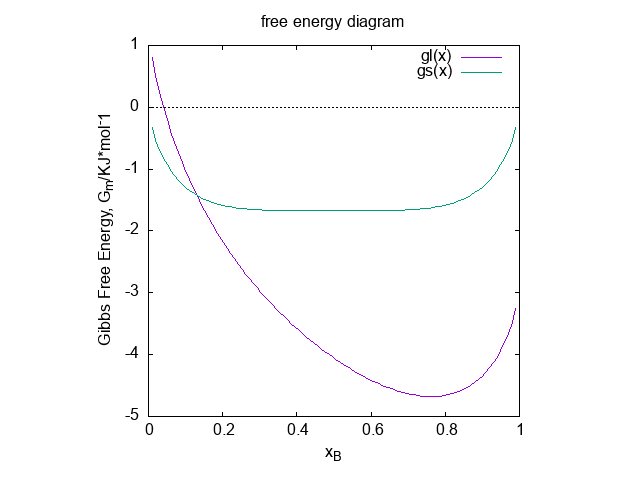 free energy diagram
gl(x)
gs(x)
1
0
-1
-2
-3
-4
-5
Gibbs Free Energy, Gm/KJ*mol-1
0
0.2
0.4
0.6
0.8
1
xB